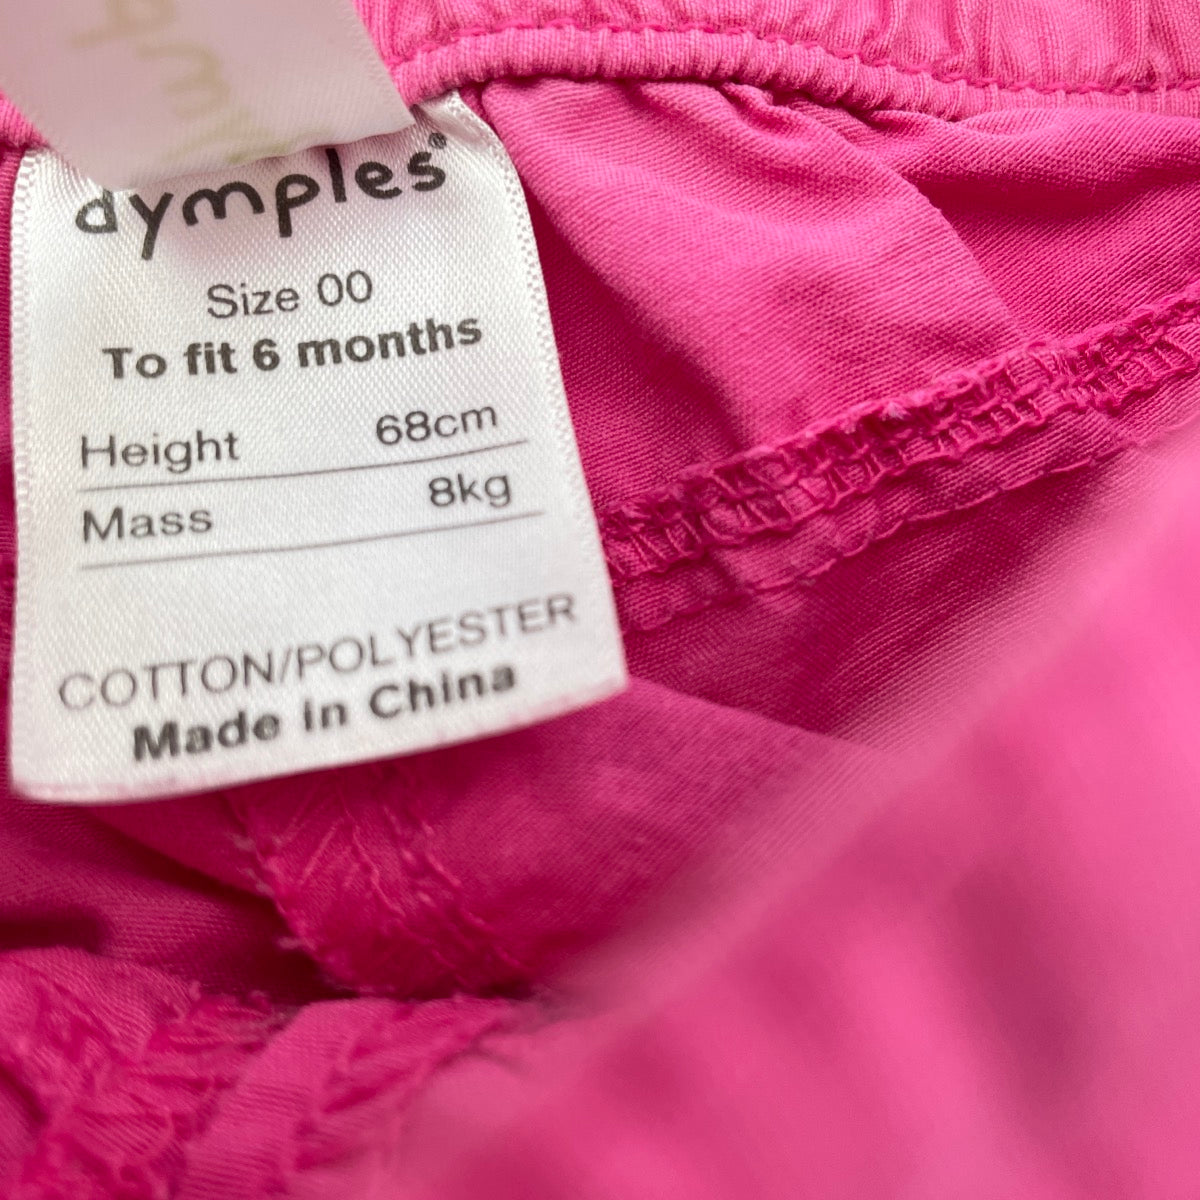 dymples®
Size 00
To fit 6 months
Height 68cm
Mass 8kg
COTTON/POLYESTER
Made in China